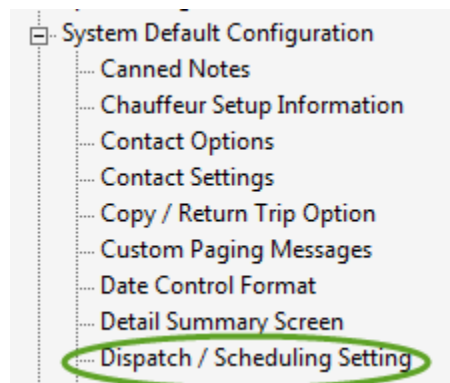 System Default Configuration
Canned Notes
Chauffeur Setup Information
Contact Options
Contact Settings
Copy / Return Trip Option
Custom Paging Messages
Date Control Format
Detail Summary Screen
Dispatch / Scheduling Setting